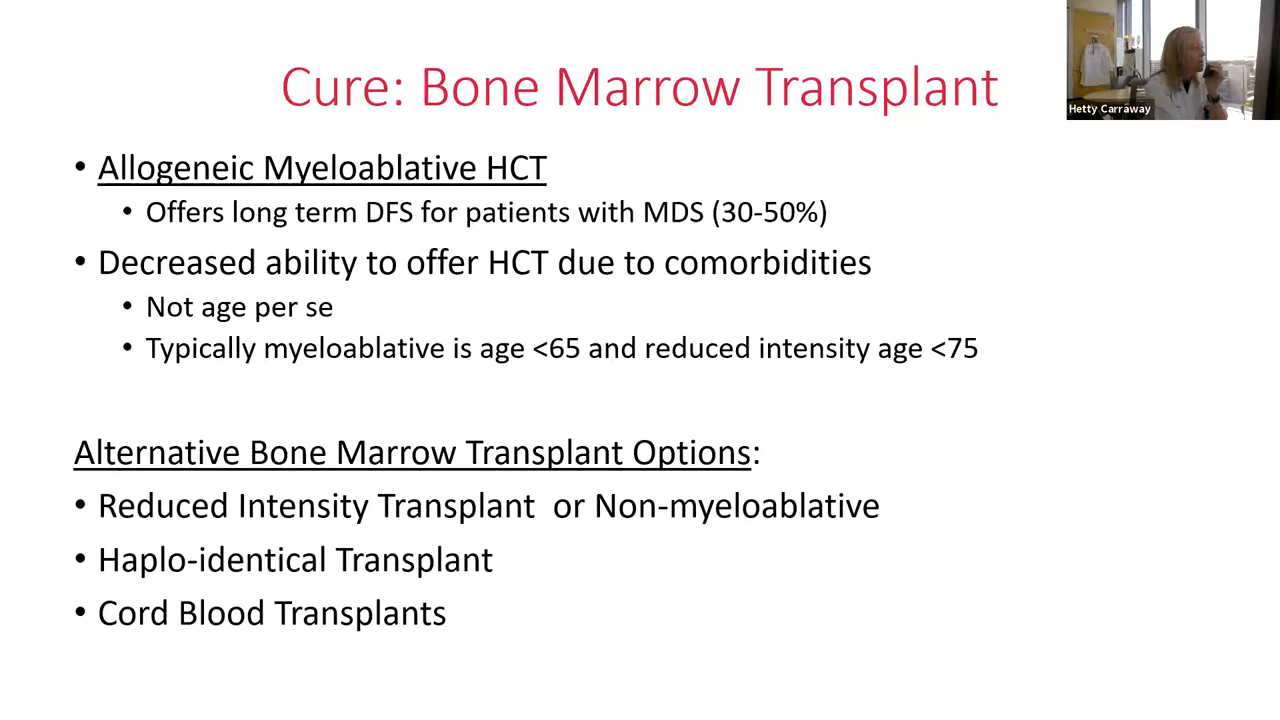 Cure: Bone Marrow Transplant
Hetty Carraway
• Allogeneic Myeloablative HCT
• Offers long term DFS for patients with MDS (30-50%)
• Decreased ability to offer HCT due to comorbidities
• Not age per se
• Typically myeloablative is age <65 and reduced intensity age <75
Alternative Bone Marrow Transplant Options:
• Reduced Intensity Transplant  or Non-myeloablative
• Haplo-identical Transplant
• Cord Blood Transplants